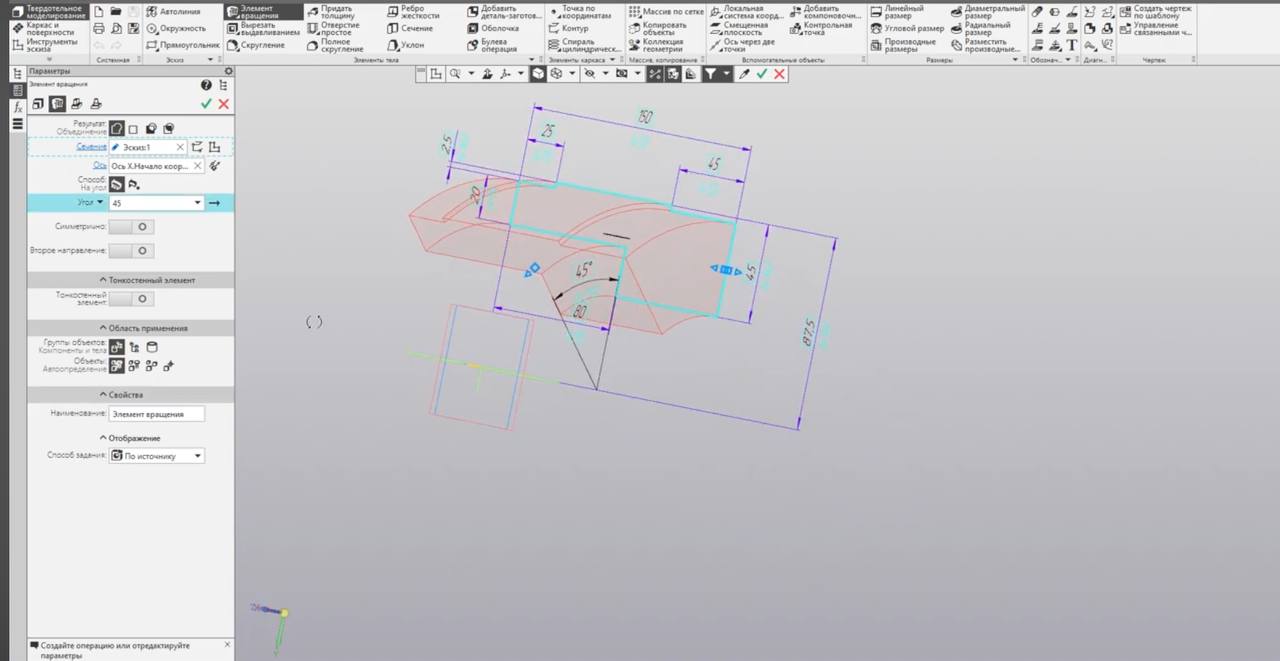 Твердотельное моделирование
Каркас и поверхности
Инструменты эскиза
Системная
Автолиния
Окружность
Прямоугольник
Эскиз
Элемент вращения
Вырезать выдавливанием
Скругление
Придать толщину
Отверстие простое
Полное скругление
Ребро жесткости
Сечение
Уклон
Добавить деталь-заготов...
Оболочка
Булева операция
Элементы тела
Точка по координатам
Контур
Спираль цилиндрическ...
Элементы каркаса
Массив по сетке
Копировать объекты
Коллекция геометрии
Массив, копирование
Локальная система коорд...
Смещенная плоскость
Ось через две точки
Добавить компоновочн...
Контрольная точка
Вспомогательные объекты
Линейный размер
Угловой размер
Производные размеры
Диаметральный размер
Радиальный размер
Разместить производные...
Размеры
Обознач...
Диагн...
Создать чертеж по шаблону
Управление связанными ч...
Чертеж
Параметры
Элемент вращения
Результат: Объединение
Сечение
Эскиз:1
Ось
Ось X.Начало коор...
Способ: На угол
Угол
45
Симметрично:
Второе направление:
Тонкостенный элемент
Тонкостенный элемент:
Область применения
Группы объектов: Компоненты и тела
Объекты: Автоопределение
Свойства
Наименование:
Элемент вращения
Отображение
Способ задания:
По источнику
Создайте операцию или отредактируйте параметры
150
25
45
2,5
20
45°
80
45
87,5